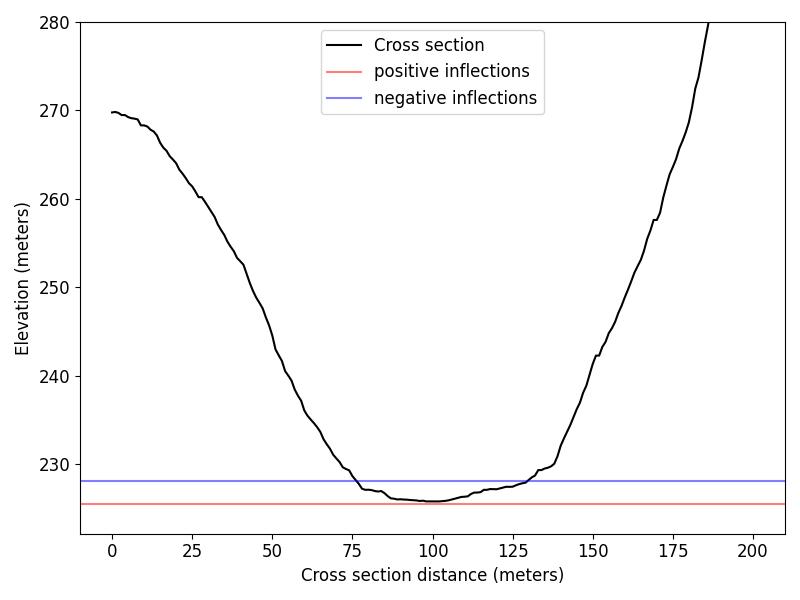 Cross section
positive inflections
negative inflections
280
270
260
250
240
230
0 25 50 75 100 125 150 175 200
Elevation (meters)
Cross section distance (meters)